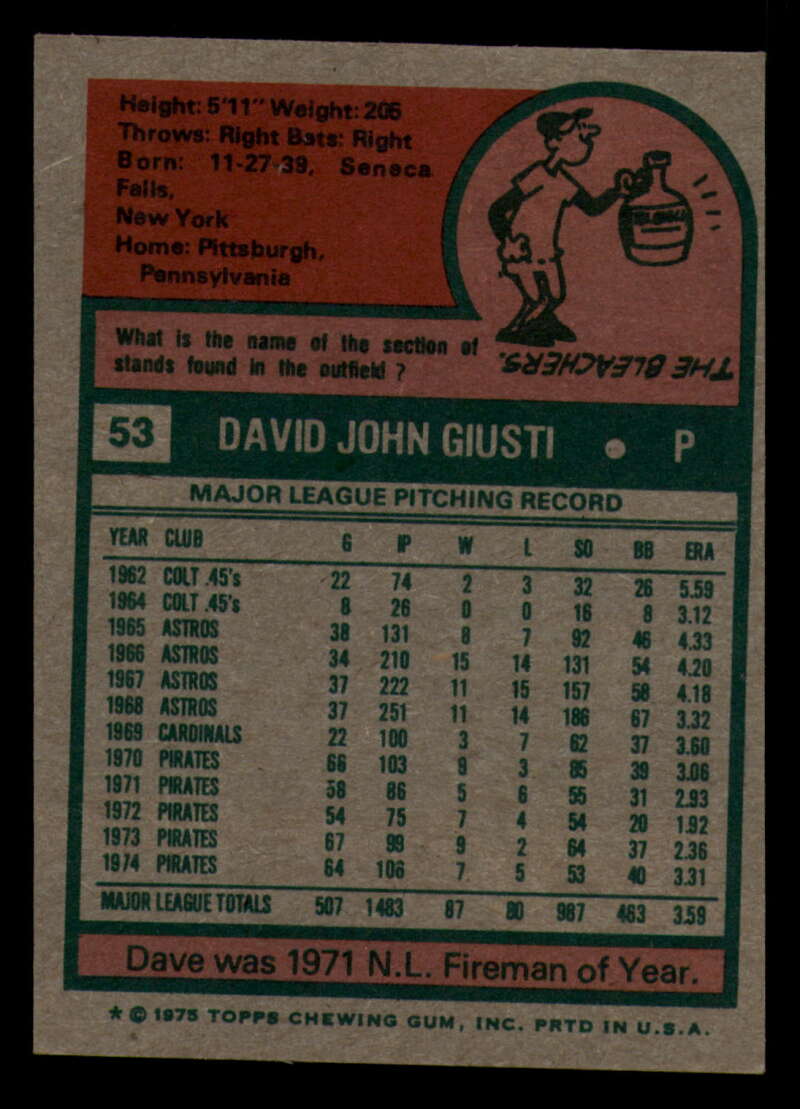 Height: 5'11" Weight: 205
Throws: Right Bats: Right
Born: 11-27-39, Seneca
Falls,
New York
Home: Pittsburgh,
Pennsylvania
What is the name of the section of
stands found in the outfield ?
THE BLEACHERS.
53 DAVID JOHN GIUSTI • P
MAJOR LEAGUE PITCHING RECORD
YEAR CLUB G IP W L SO BB ERA
1962 COLT .45's 22 74 2 3 32 26 5.59
1964 COLT .45's 8 26 0 0 16 8 3.12
1965 ASTROS 38 131 8 7 92 46 4.33
1966 ASTROS 34 210 15 14 131 54 4.20
1967 ASTROS 37 222 11 15 157 58 4.18
1968 ASTROS 37 251 11 14 186 67 3.32
1969 CARDINALS 22 100 3 7 62 37 3.60
1970 PIRATES 66 103 9 3 85 39 3.06
1971 PIRATES 58 86 5 6 55 31 2.93
1972 PIRATES 54 75 7 4 54 20 1.92
1973 PIRATES 67 99 9 2 64 37 2.36
1974 PIRATES 64 106 7 5 53 40 3.31
MAJOR LEAGUE TOTALS 507 1483 87 80 987 463 3.59
Dave was 1971 N.L. Fireman of Year.
* © 1975 TOPPS CHEWING GUM, INC. PRTD IN U.S.A.